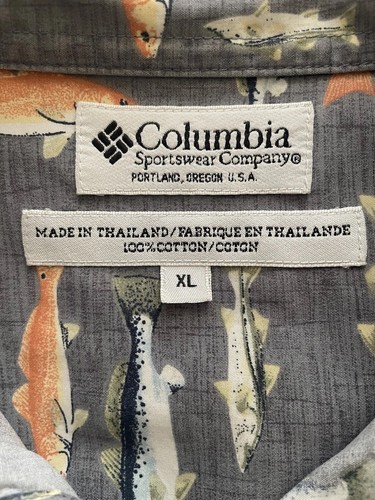 Columbia
Sportswear Company®
PORTLAND, OREGON U.S.A.
MADE IN THAILAND/FABRIQUE EN THAILANDE
100% COTTON/COTON
XL